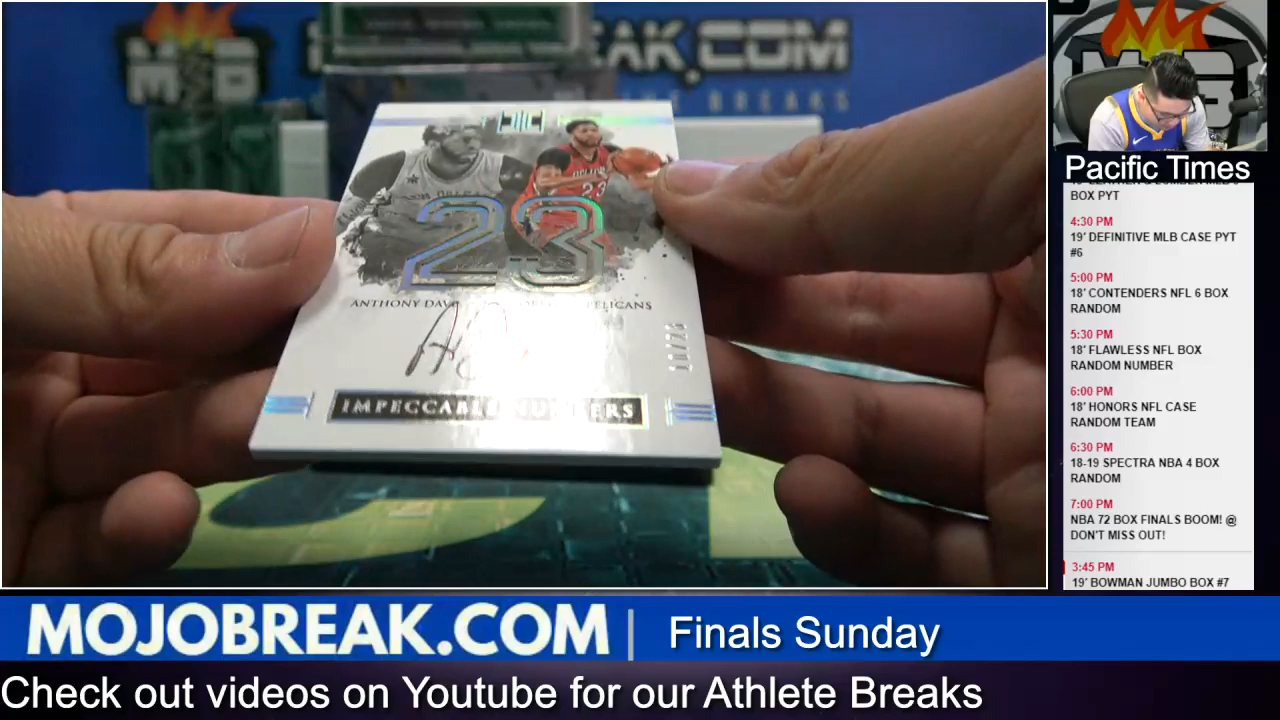 Pacific Times
BOX PYT
4:30 PM
19' DEFINITIVE MLB CASE PYT
#6
5:00 PM
18' CONTENDERS NFL 6 BOX
RANDOM
5:30 PM
18' FLAWLESS NFL BOX
RANDOM NUMBER
6:00 PM
18' HONORS NFL CASE
RANDOM TEAM
6:30 PM
18-19 SPECTRA NBA 4 BOX
RANDOM
7:00 PM
NBA 72 BOX FINALS BOOM! @
DON'T MISS OUT!
3:45 PM
19' BOWMAN JUMBO BOX #7
23
ANTHONY PELICANS
IMPECCABLE NUMBERS
MOJOBREAK.COM | Finals Sunday
Check out videos on Youtube for our Athlete Breaks